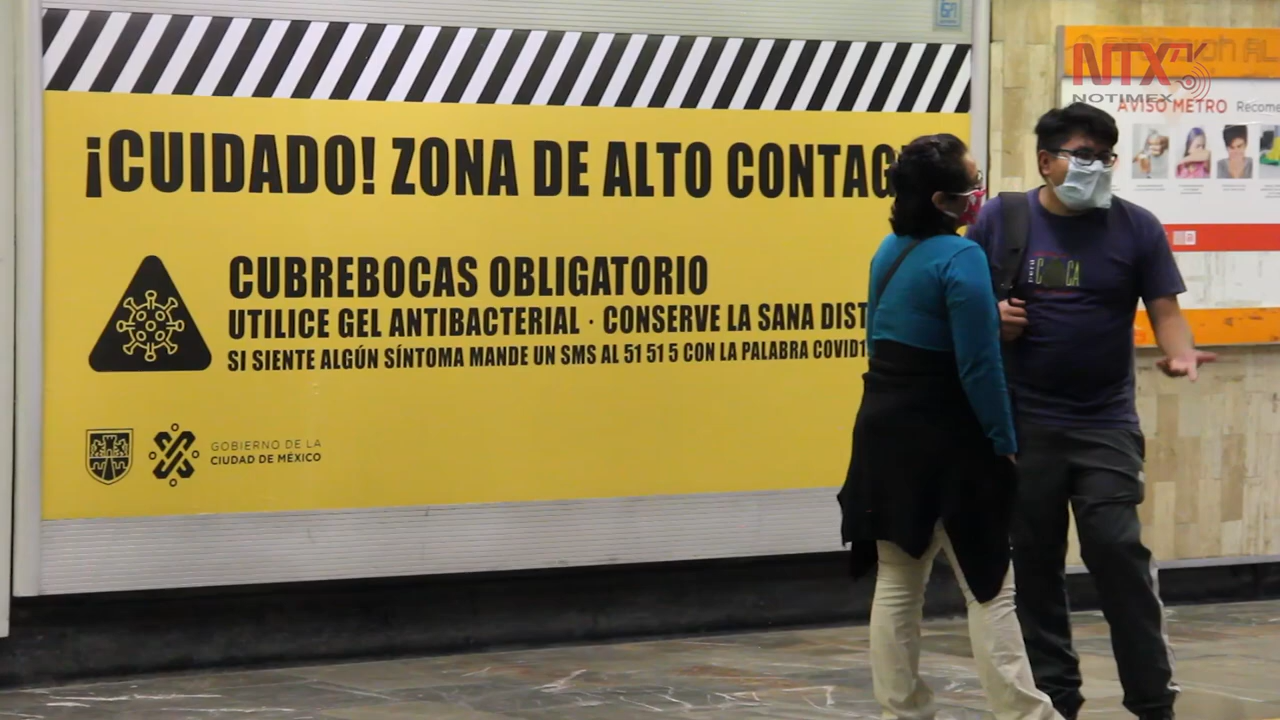 ¡CUIDADO! ZONA DE ALTO CONTAG
CUBREBOCAS OBLIGATORIO
UTILICE GEL ANTIBACTERIAL · CONSERVE LA SANA DIST
SI SIENTE ALGÚN SÍNTOMA MANDE UN SMS AL 51 51 5 CON LA PALABRA COVID1
GOBIERNO DE LA
CIUDAD DE MÉXICO
NTX
NOTIMEX
AVISO METRO Recome